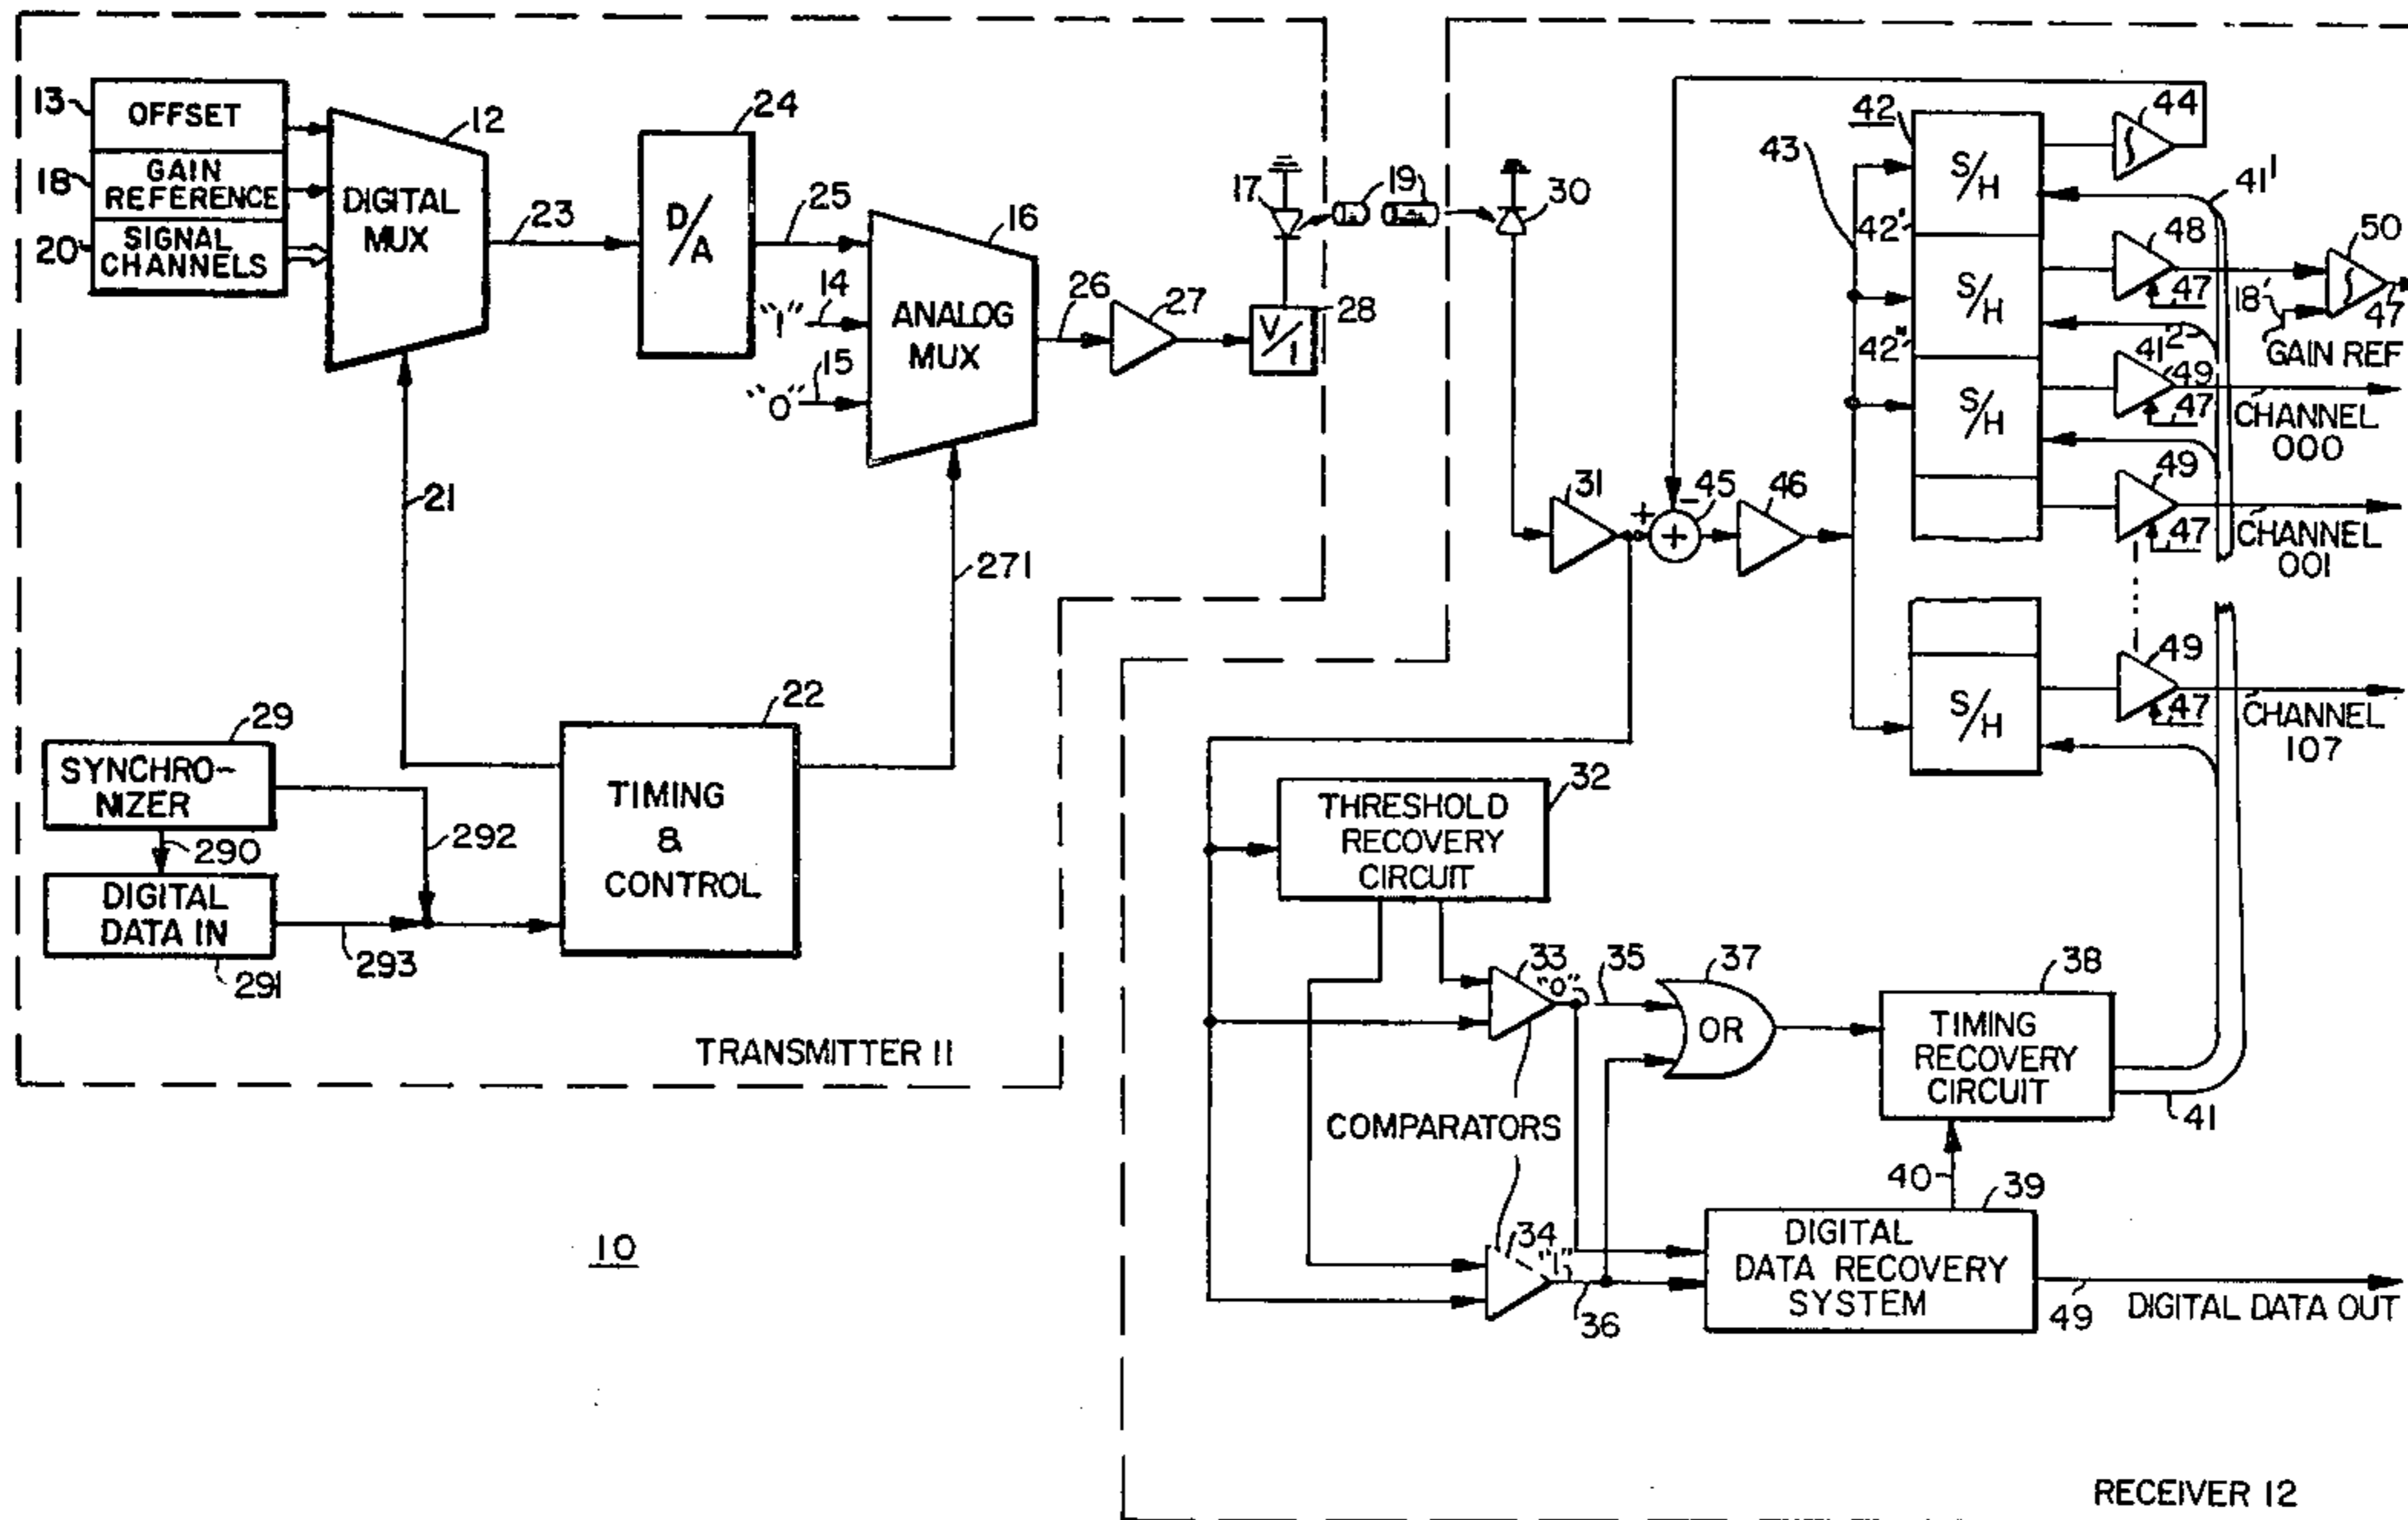 13
OFFSET
18
GAIN
REFERENCE
20
SIGNAL
CHANNELS
12
DIGITAL
MUX
23
24
D/A
25
"1"
14
"0"
15
16
ANALOG
MUX
26
27
V/I
28
17
19
30
21
271
29
SYNCHRO-
NIZER
290
292
DIGITAL
DATA IN
291
293
22
TIMING
&
CONTROL
TRANSMITTER 11
10
31
+
-
+
45
46
43
42
S/H
44
41'
42'
S/H
48
47
18'
GAIN REF
50
47
42"
S/H
41²
49
47
CHANNEL
000
49
47
CHANNEL
001
S/H
49
47
CHANNEL
107
32
THRESHOLD
RECOVERY
CIRCUIT
33
"0"
35
37
OR
38
TIMING
RECOVERY
CIRCUIT
41
COMPARATORS
34
"1"
36
40
39
DIGITAL
DATA RECOVERY
SYSTEM
49
DIGITAL DATA OUT
RECEIVER 12